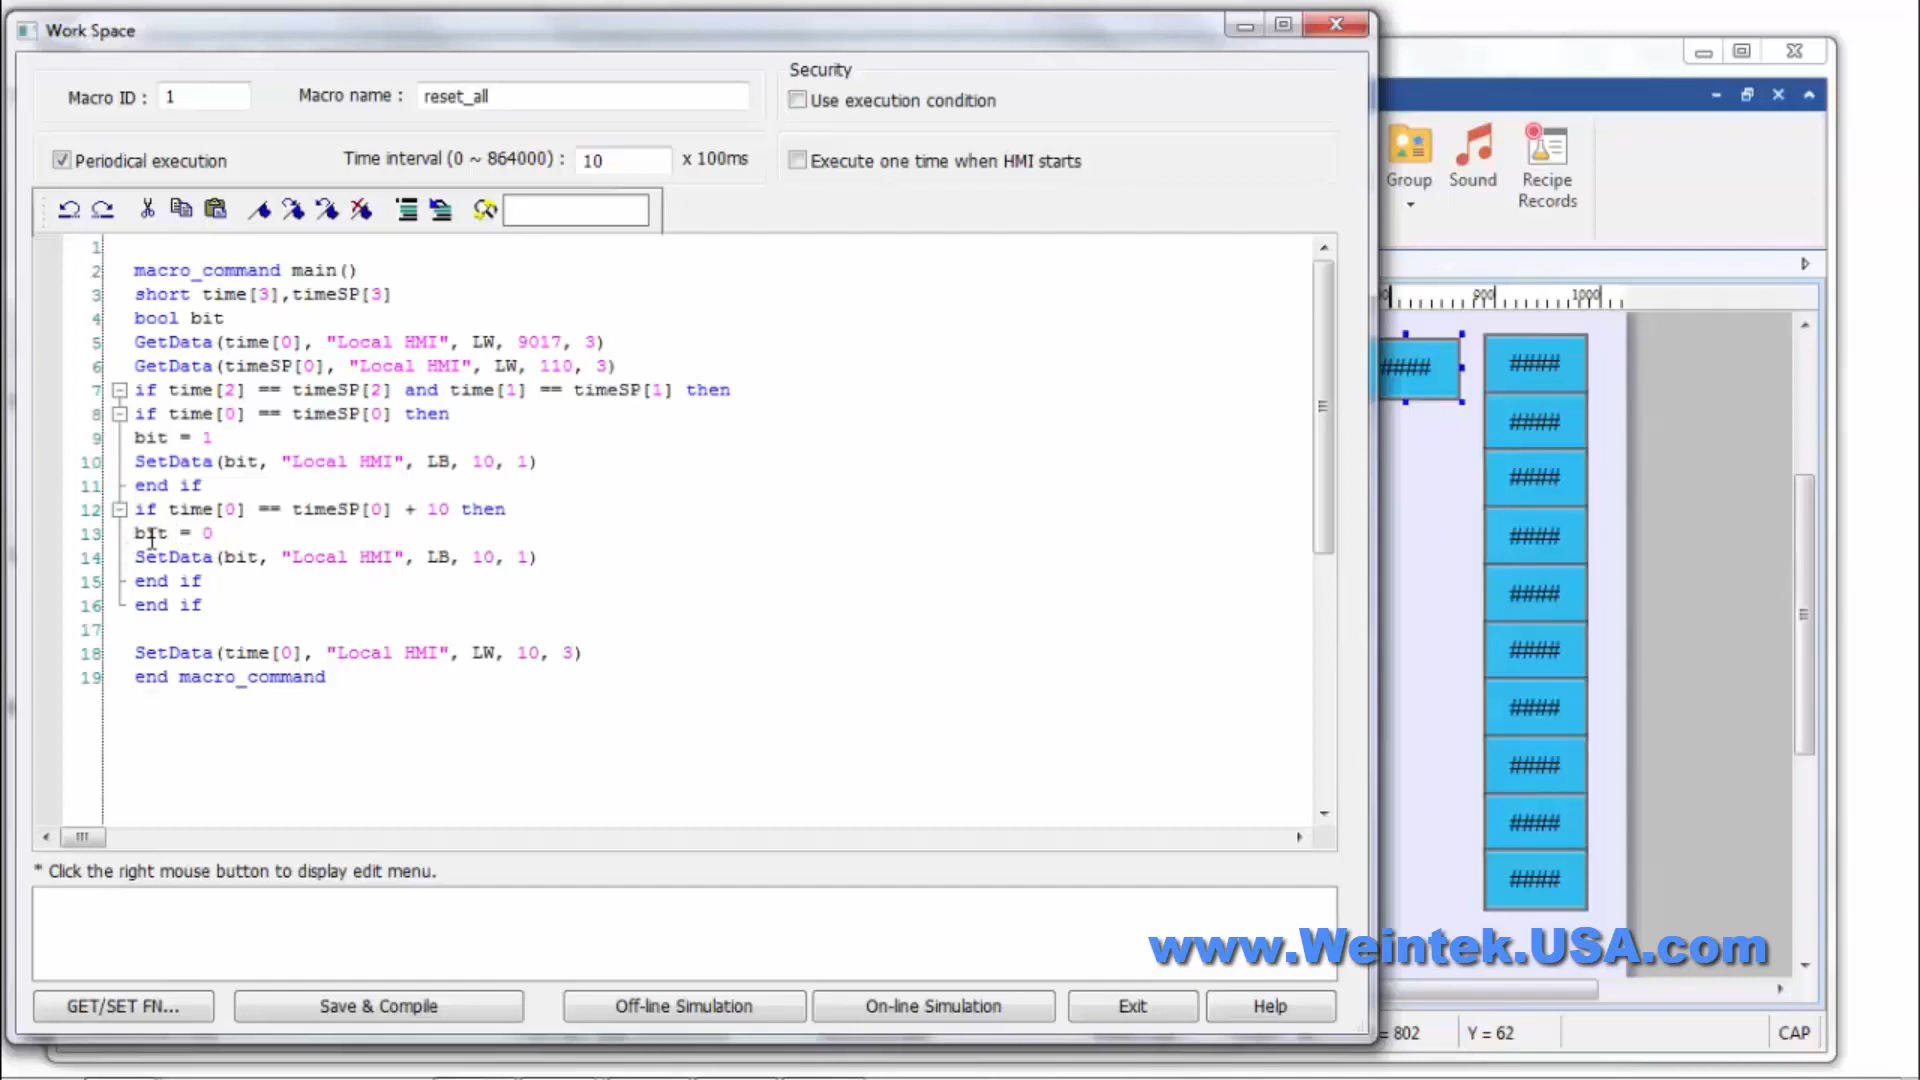 Work Space
Macro ID : 1
Macro name : reset_all
Security
Use execution condition
Periodical execution
Time interval (0 ~ 864000) : 10 x 100ms
Execute one time when HMI starts
Group
Sound
Recipe Records
1
2 macro_command main()
3 short time[3],timeSP[3]
4 bool bit
5 GetData(time[0], "Local HMI", LW, 9017, 3)
6 GetData(timeSP[0], "Local HMI", LW, 110, 3)
7 if time[2] == timeSP[2] and time[1] == timeSP[1] then
8 if time[0] == timeSP[0] then
9 bit = 1
10 SetData(bit, "Local HMI", LB, 10, 1)
11 end if
12 if time[0] == timeSP[0] + 10 then
13 bit = 0
14 SetData(bit, "Local HMI", LB, 10, 1)
15 end if
16 end if
17
18 SetData(time[0], "Local HMI", LW, 10, 3)
19 end macro_command
900
1000
####
####
####
####
####
####
####
####
####
####
####
* Click the right mouse button to display edit menu.
www.Weintek.USA.com
GET/SET FN...
Save & Compile
Off-line Simulation
On-line Simulation
Exit
Help
= 802
Y = 62
CAP